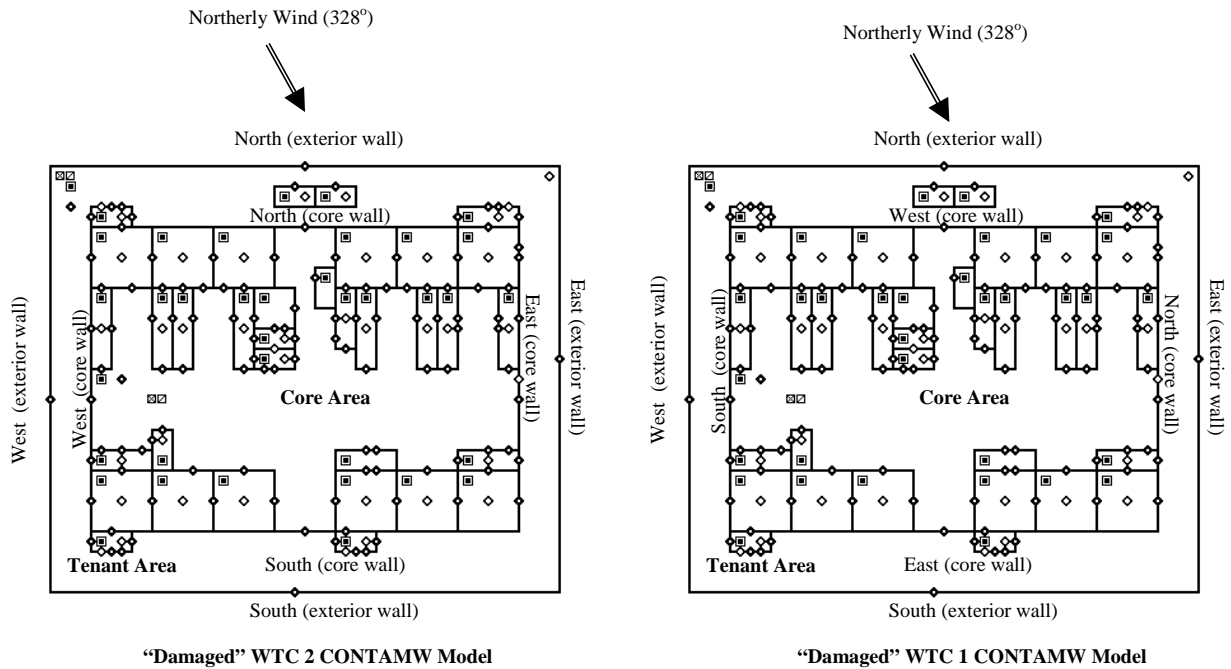 Northerly Wind (328°)
North (exterior wall)
North (core wall)
West (exterior wall)
West (core wall)
East (core wall)
East (exterior wall)
Core Area
Tenant Area
South (core wall)
South (exterior wall)
“Damaged” WTC 2 CONTAMW Model
Northerly Wind (328°)
North (exterior wall)
West (core wall)
West (exterior wall)
South (core wall)
North (core wall)
East (exterior wall)
Core Area
Tenant Area
East (core wall)
South (exterior wall)
“Damaged” WTC 1 CONTAMW Model